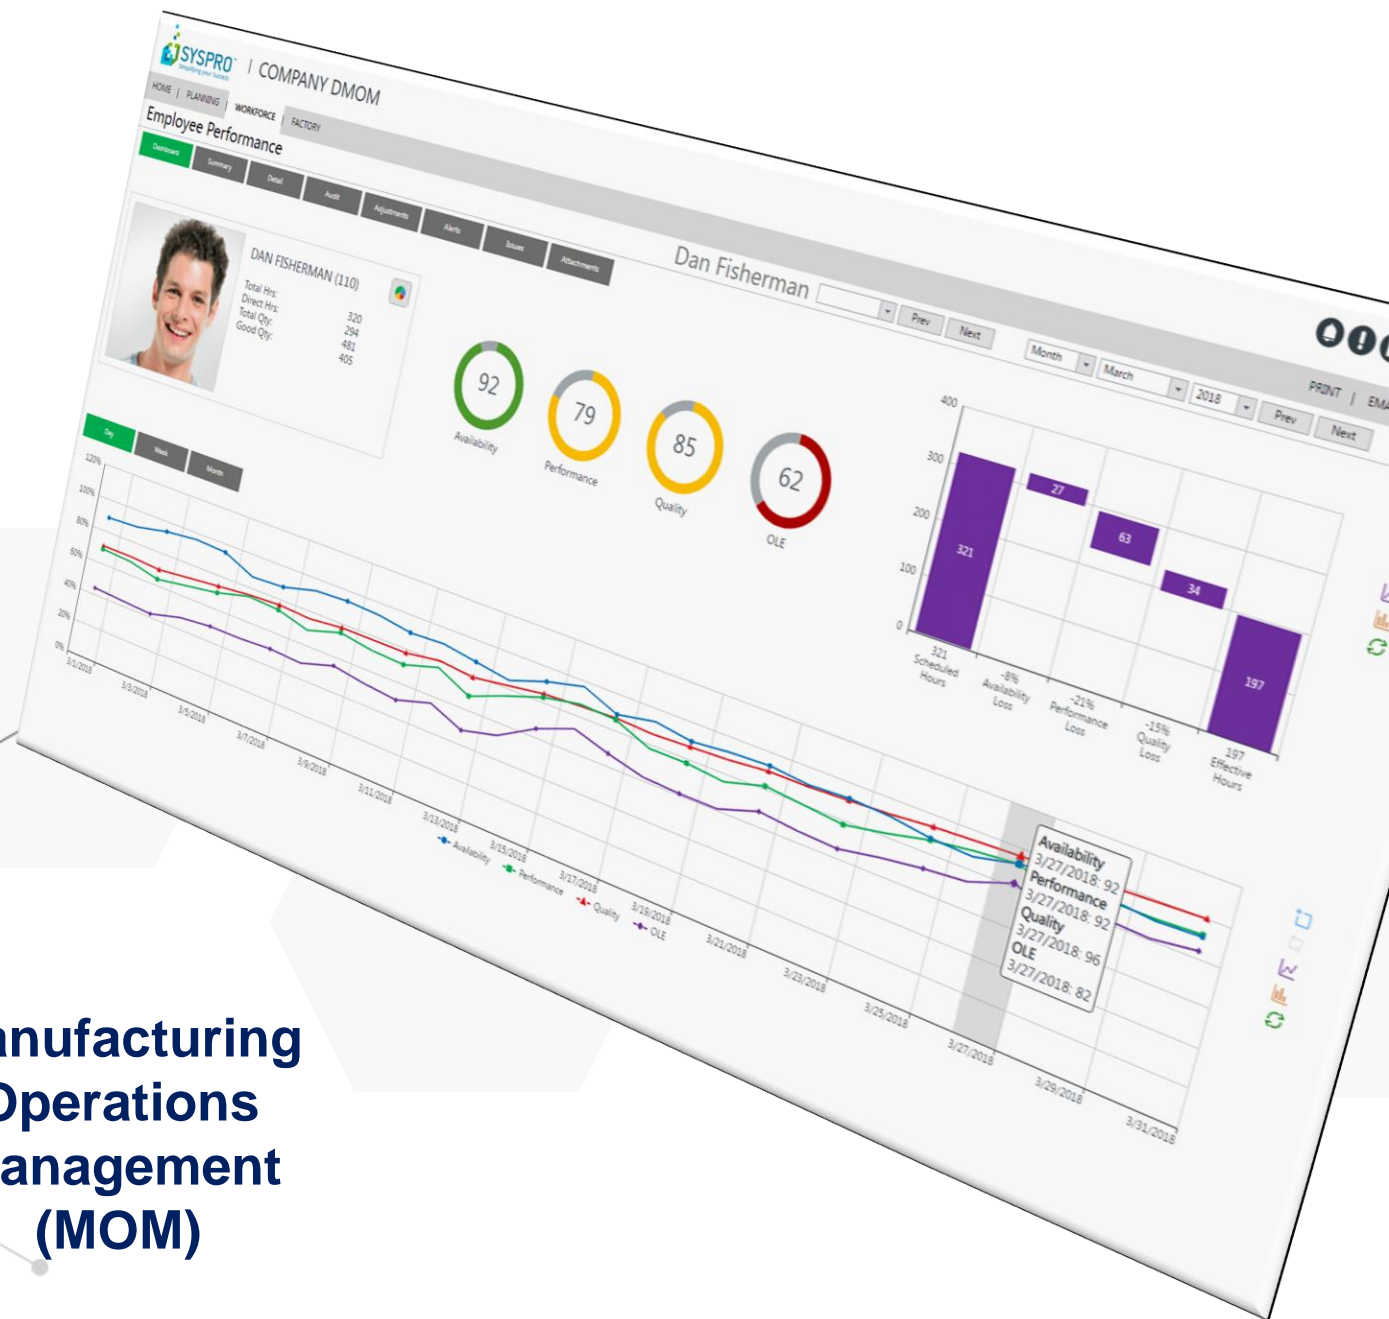 SYSPRO™ | COMPANY DMOM
Simplifying your success
HOME | PLANNING | WORKFORCE | FACTORY
PRINT |
Employee Performance
Dashboard Summary Detail Audit Adjustments Alerts Issues Attachments
Dan Fisherman Prev Next Month March 2018 Prev Next
DAN FISHERMAN (110)
Total Hrs: 320
Direct Hrs: 294
Total Qty: 481
Good Qty: 405
92
Availability
79
Performance
85
Quality
62
OLE
400
300
200
100
0
321
27
63
34
197
321 Scheduled Hours
-8% Availability Loss
-21% Performance Loss
-15% Quality Loss
197 Effective Hours
Day Week Month
120%
100%
80%
60%
40%
20%
0%
3/1/2018 3/3/2018 3/5/2018 3/7/2018 3/9/2018 3/11/2018 3/13/2018 3/15/2018 3/17/2018 3/19/2018 3/21/2018 3/23/2018 3/25/2018 3/27/2018 3/29/2018 3/31/2018
Availability Performance Quality OLE
Availability
3/27/2018: 92
Performance
3/27/2018: 92
Quality
3/27/2018: 96
OLE
3/27/2018: 82
anufacturing
Operations
anagement
(MOM)